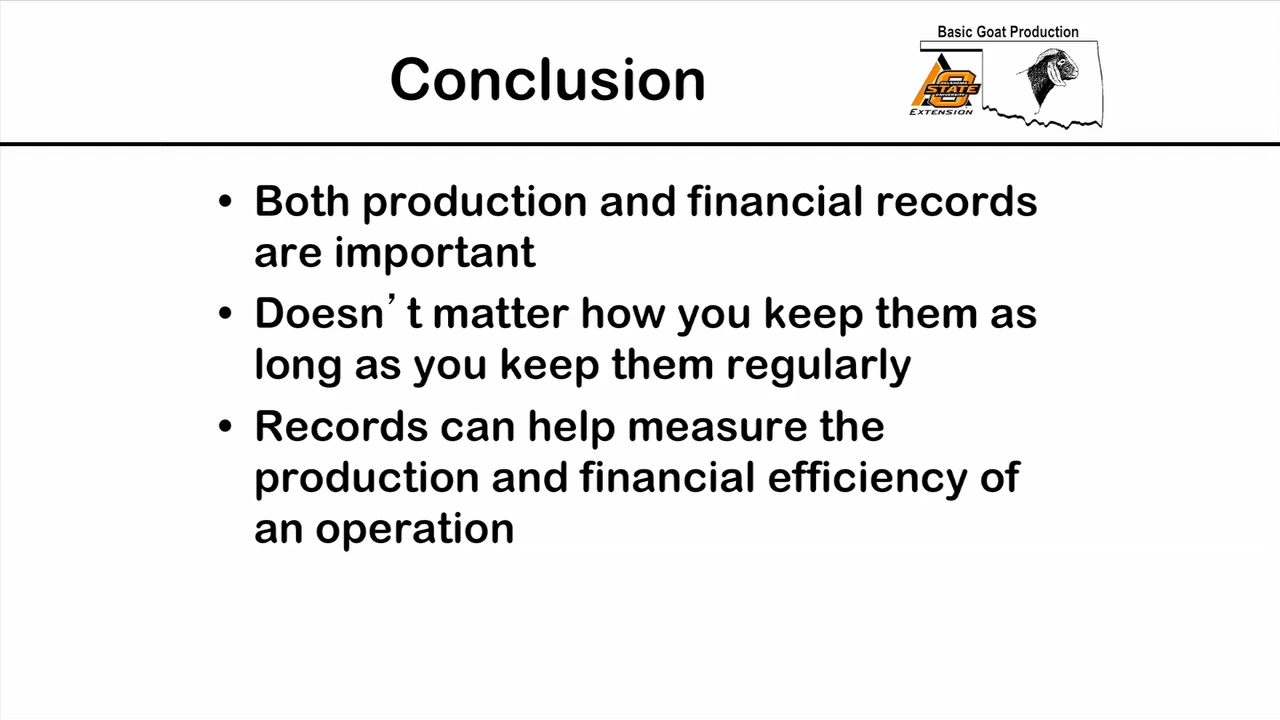 Basic Goat Production
Conclusion
OKLAHOMA
STATE
UNIVERSITY
EXTENSION
• Both production and financial records
are important
• Doesn’t matter how you keep them as
long as you keep them regularly
• Records can help measure the
production and financial efficiency of
an operation